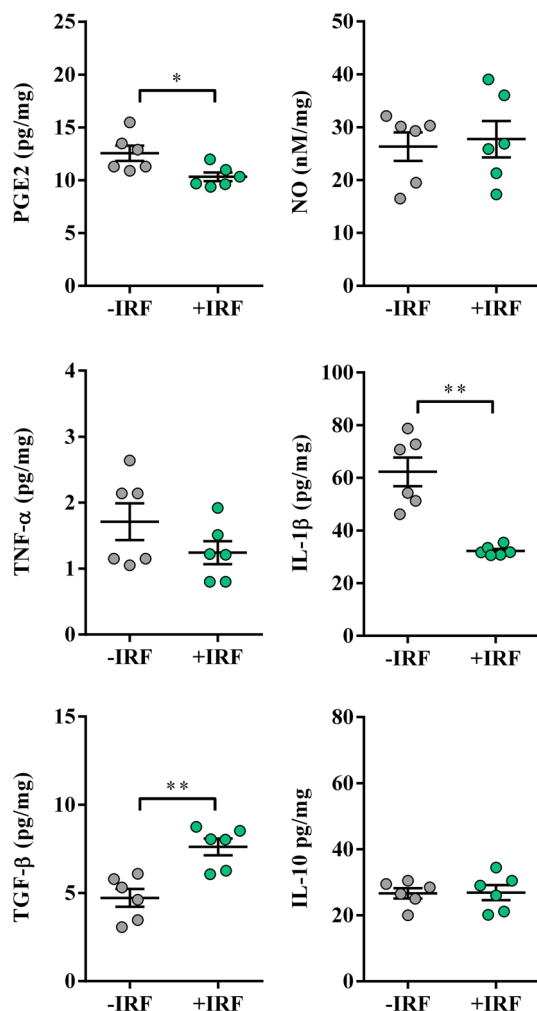 PGE2 (pg/mg)
25
20
15
10
5
0
*
-IRF
+IRF
NO (nM/mg)
50
40
30
20
10
0
-IRF
+IRF
TNF-α (pg/mg)
4
3
2
1
0
-IRF
+IRF
IL-1β (pg/mg)
100
80
60
40
20
0
**
-IRF
+IRF
TGF-β (pg/mg)
15
10
5
0
**
-IRF
+IRF
IL-10 pg/mg
80
60
40
20
0
-IRF
+IRF